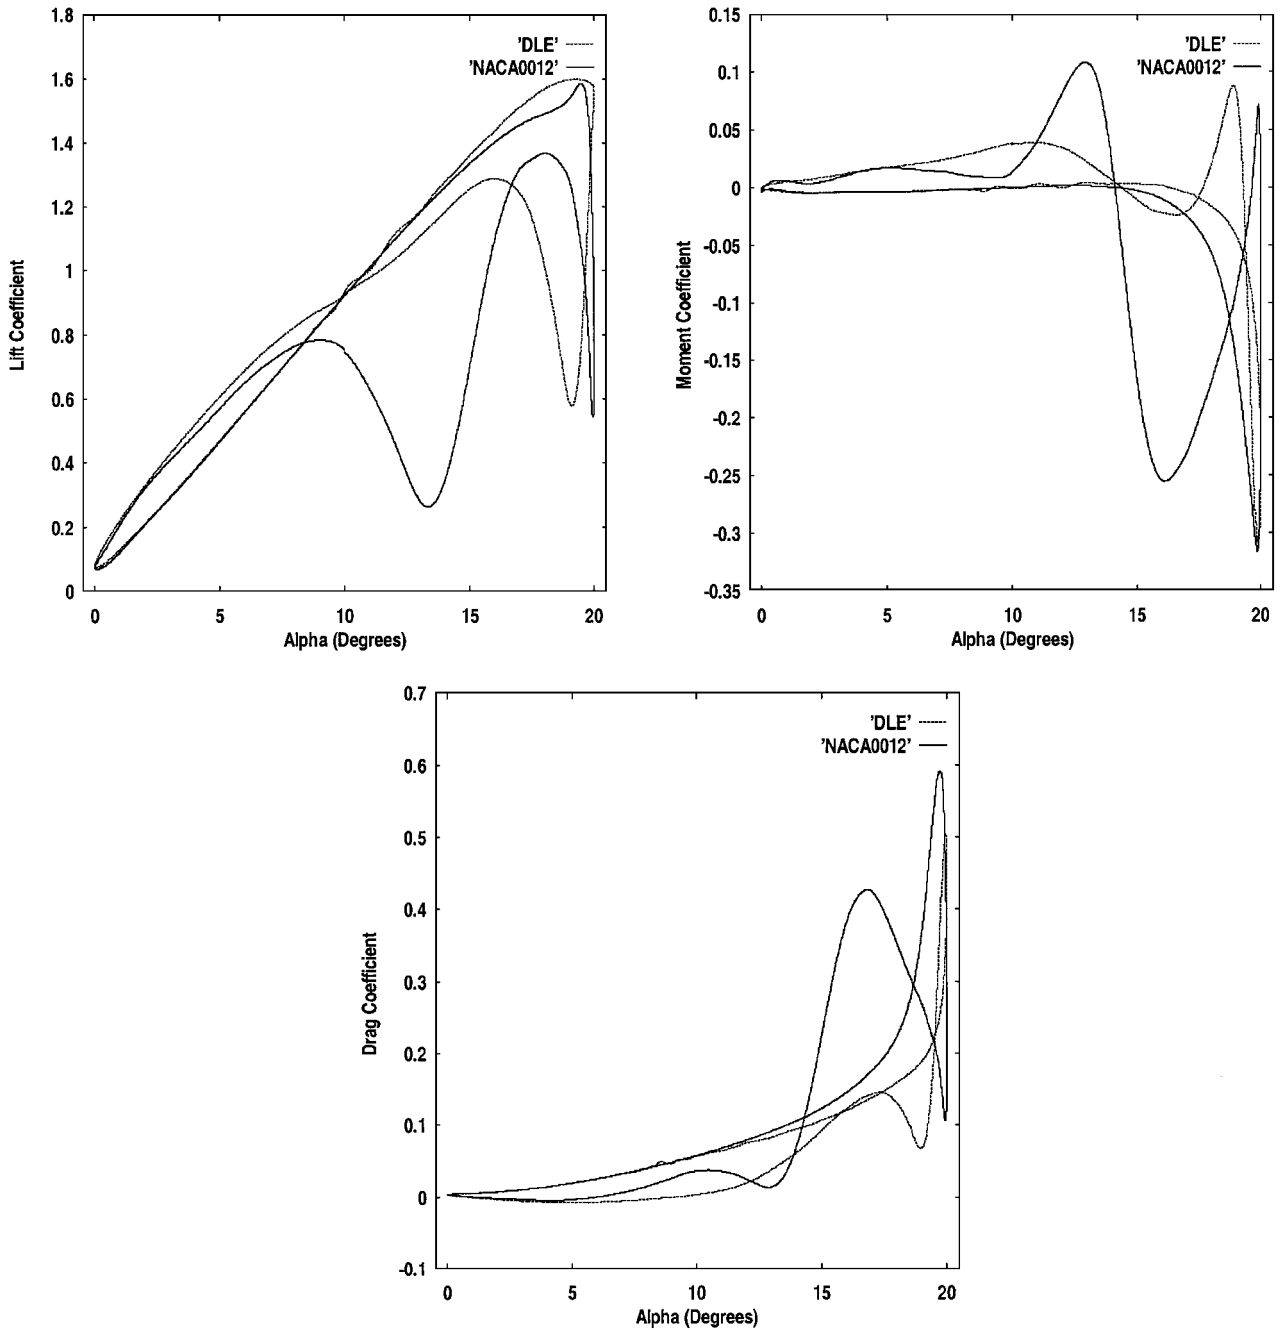 1.8
1.6
1.4
1.2
1
0.8
0.6
0.4
0.2
0
Lift Coefficient
'DLE'
'NACA0012'
0 5 10 15 20
Alpha (Degrees)
0.15
0.1
0.05
0
-0.05
-0.1
-0.15
-0.2
-0.25
-0.3
-0.35
Moment Coefficient
'DLE'
'NACA0012'
0 5 10 15 20
Alpha (Degrees)
0.7
0.6
0.5
0.4
0.3
0.2
0.1
0
-0.1
Drag Coefficient
'DLE'
'NACA0012'
0 5 10 15 20
Alpha (Degrees)